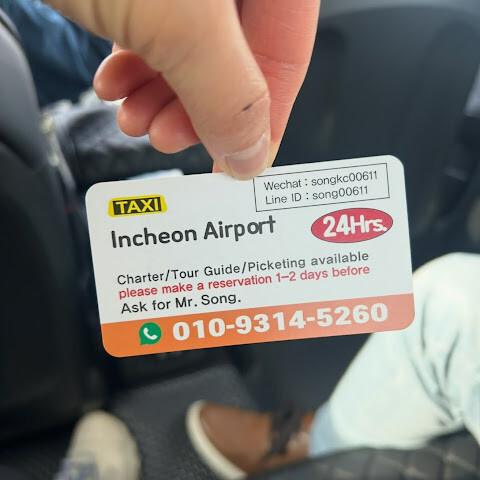 Wechat : songkc00611
Line ID : song00611
TAXI
Incheon Airport
24Hrs.
Charter/Tour Guide/Picketing available
please make a reservation 1-2 days before
Ask for Mr. Song.
010-9314-5260